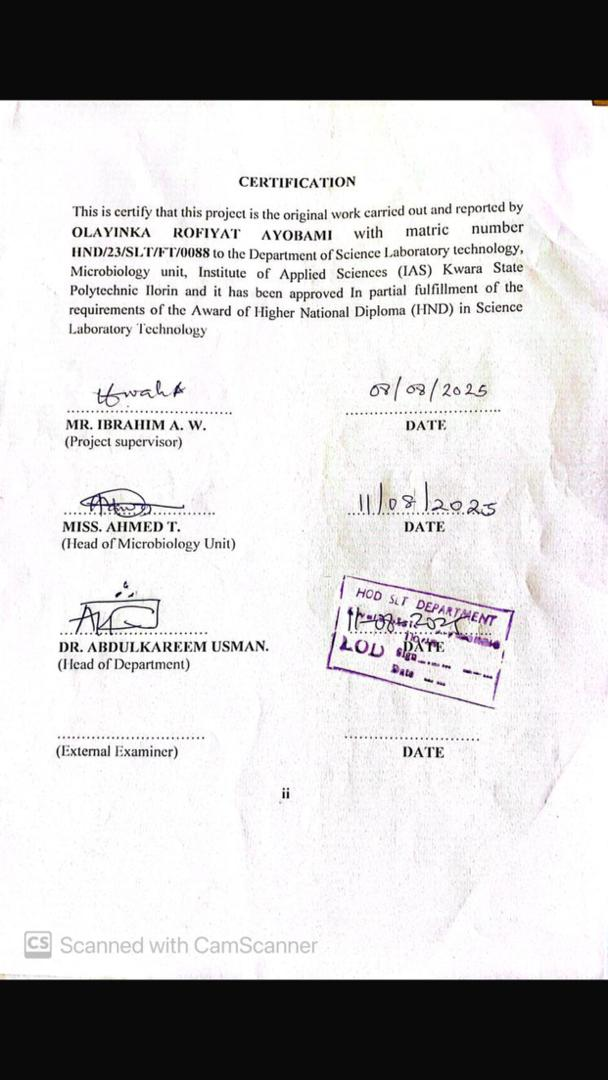 CERTIFICATION
This is certify that this project is the original work carried out and reported by
OLAYINKA ROFIYAT AYOBAMI with matric number
HND/23/SLT/FT/0088 to the Department of Science Laboratory technology,
Microbiology unit, Institute of Applied Sciences (IAS) Kwara State
Polytechnic Ilorin and it has been approved In partial fulfillment of the
requirements of the Award of Higher National Diploma (HND) in Science
Laboratory Technology
08/08/2025
MR. IBRAHIM A. W. DATE
(Project supervisor)
11/08/2025
MISS. AHMED T. DATE
(Head of Microbiology Unit)
HOD SLT DEPARTMENT
11-08-2025
DR. ABDULKAREEM USMAN. DATE
(Head of Department)
Sign
Date
(External Examiner) DATE
ii
CS Scanned with CamScanner